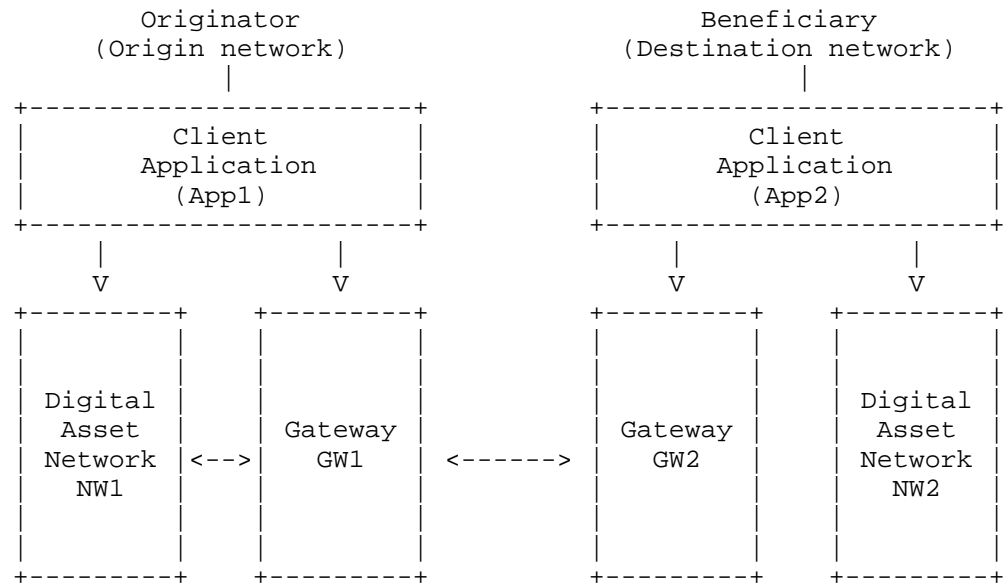 Originator                          Beneficiary
(Origin network)                    (Destination network)
Client                              Client
Application                         Application
(App1)                              (App2)
V              V                    V              V
Digital                                            Digital
Asset          Gateway              Gateway        Asset
Network  <-->  GW1      <------>    GW2            Network
NW1                                                NW2